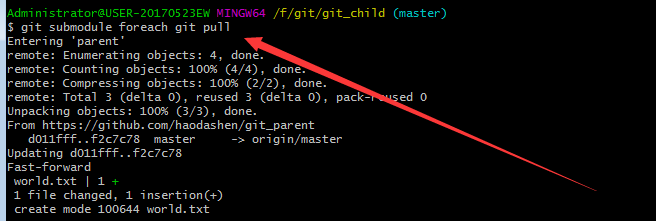 Administrator@USER-20170523EW MINGW64 /f/git/git_child (master)
$ git submodule foreach git pull
Entering 'parent'
remote: Enumerating objects: 4, done.
remote: Counting objects: 100% (4/4), done.
remote: Compressing objects: 100% (2/2), done.
remote: Total 3 (delta 0), reused 3 (delta 0), pack-reused 0
Unpacking objects: 100% (3/3), done.
From https://github.com/haodashen/git_parent
   d011fff..f2c7c78  master     -> origin/master
Updating d011fff..f2c7c78
Fast-forward
 world.txt | 1 +
 1 file changed, 1 insertion(+)
 create mode 100644 world.txt